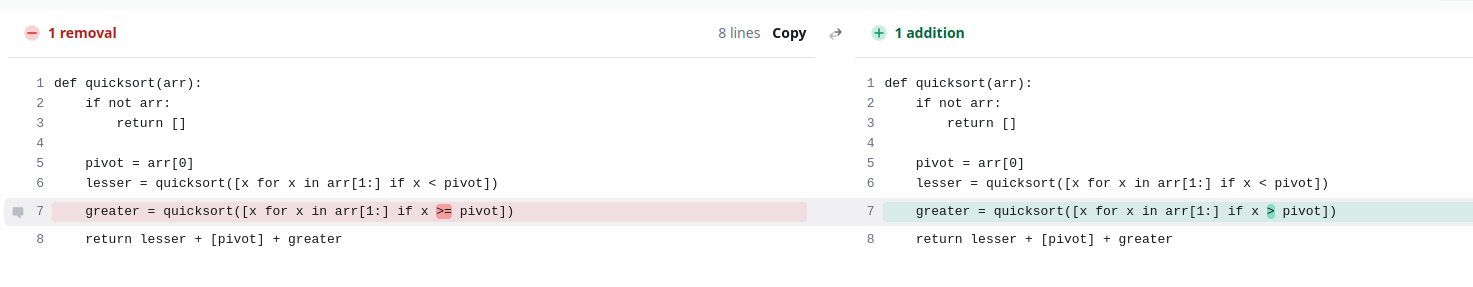 1 removal
8 lines Copy
1 def quicksort(arr):
2     if not arr:
3         return []
4
5     pivot = arr[0]
6     lesser = quicksort([x for x in arr[1:] if x < pivot])
7     greater = quicksort([x for x in arr[1:] if x >= pivot])
8     return lesser + [pivot] + greater
1 addition
1 def quicksort(arr):
2     if not arr:
3         return []
4
5     pivot = arr[0]
6     lesser = quicksort([x for x in arr[1:] if x < pivot])
7     greater = quicksort([x for x in arr[1:] if x > pivot])
8     return lesser + [pivot] + greater